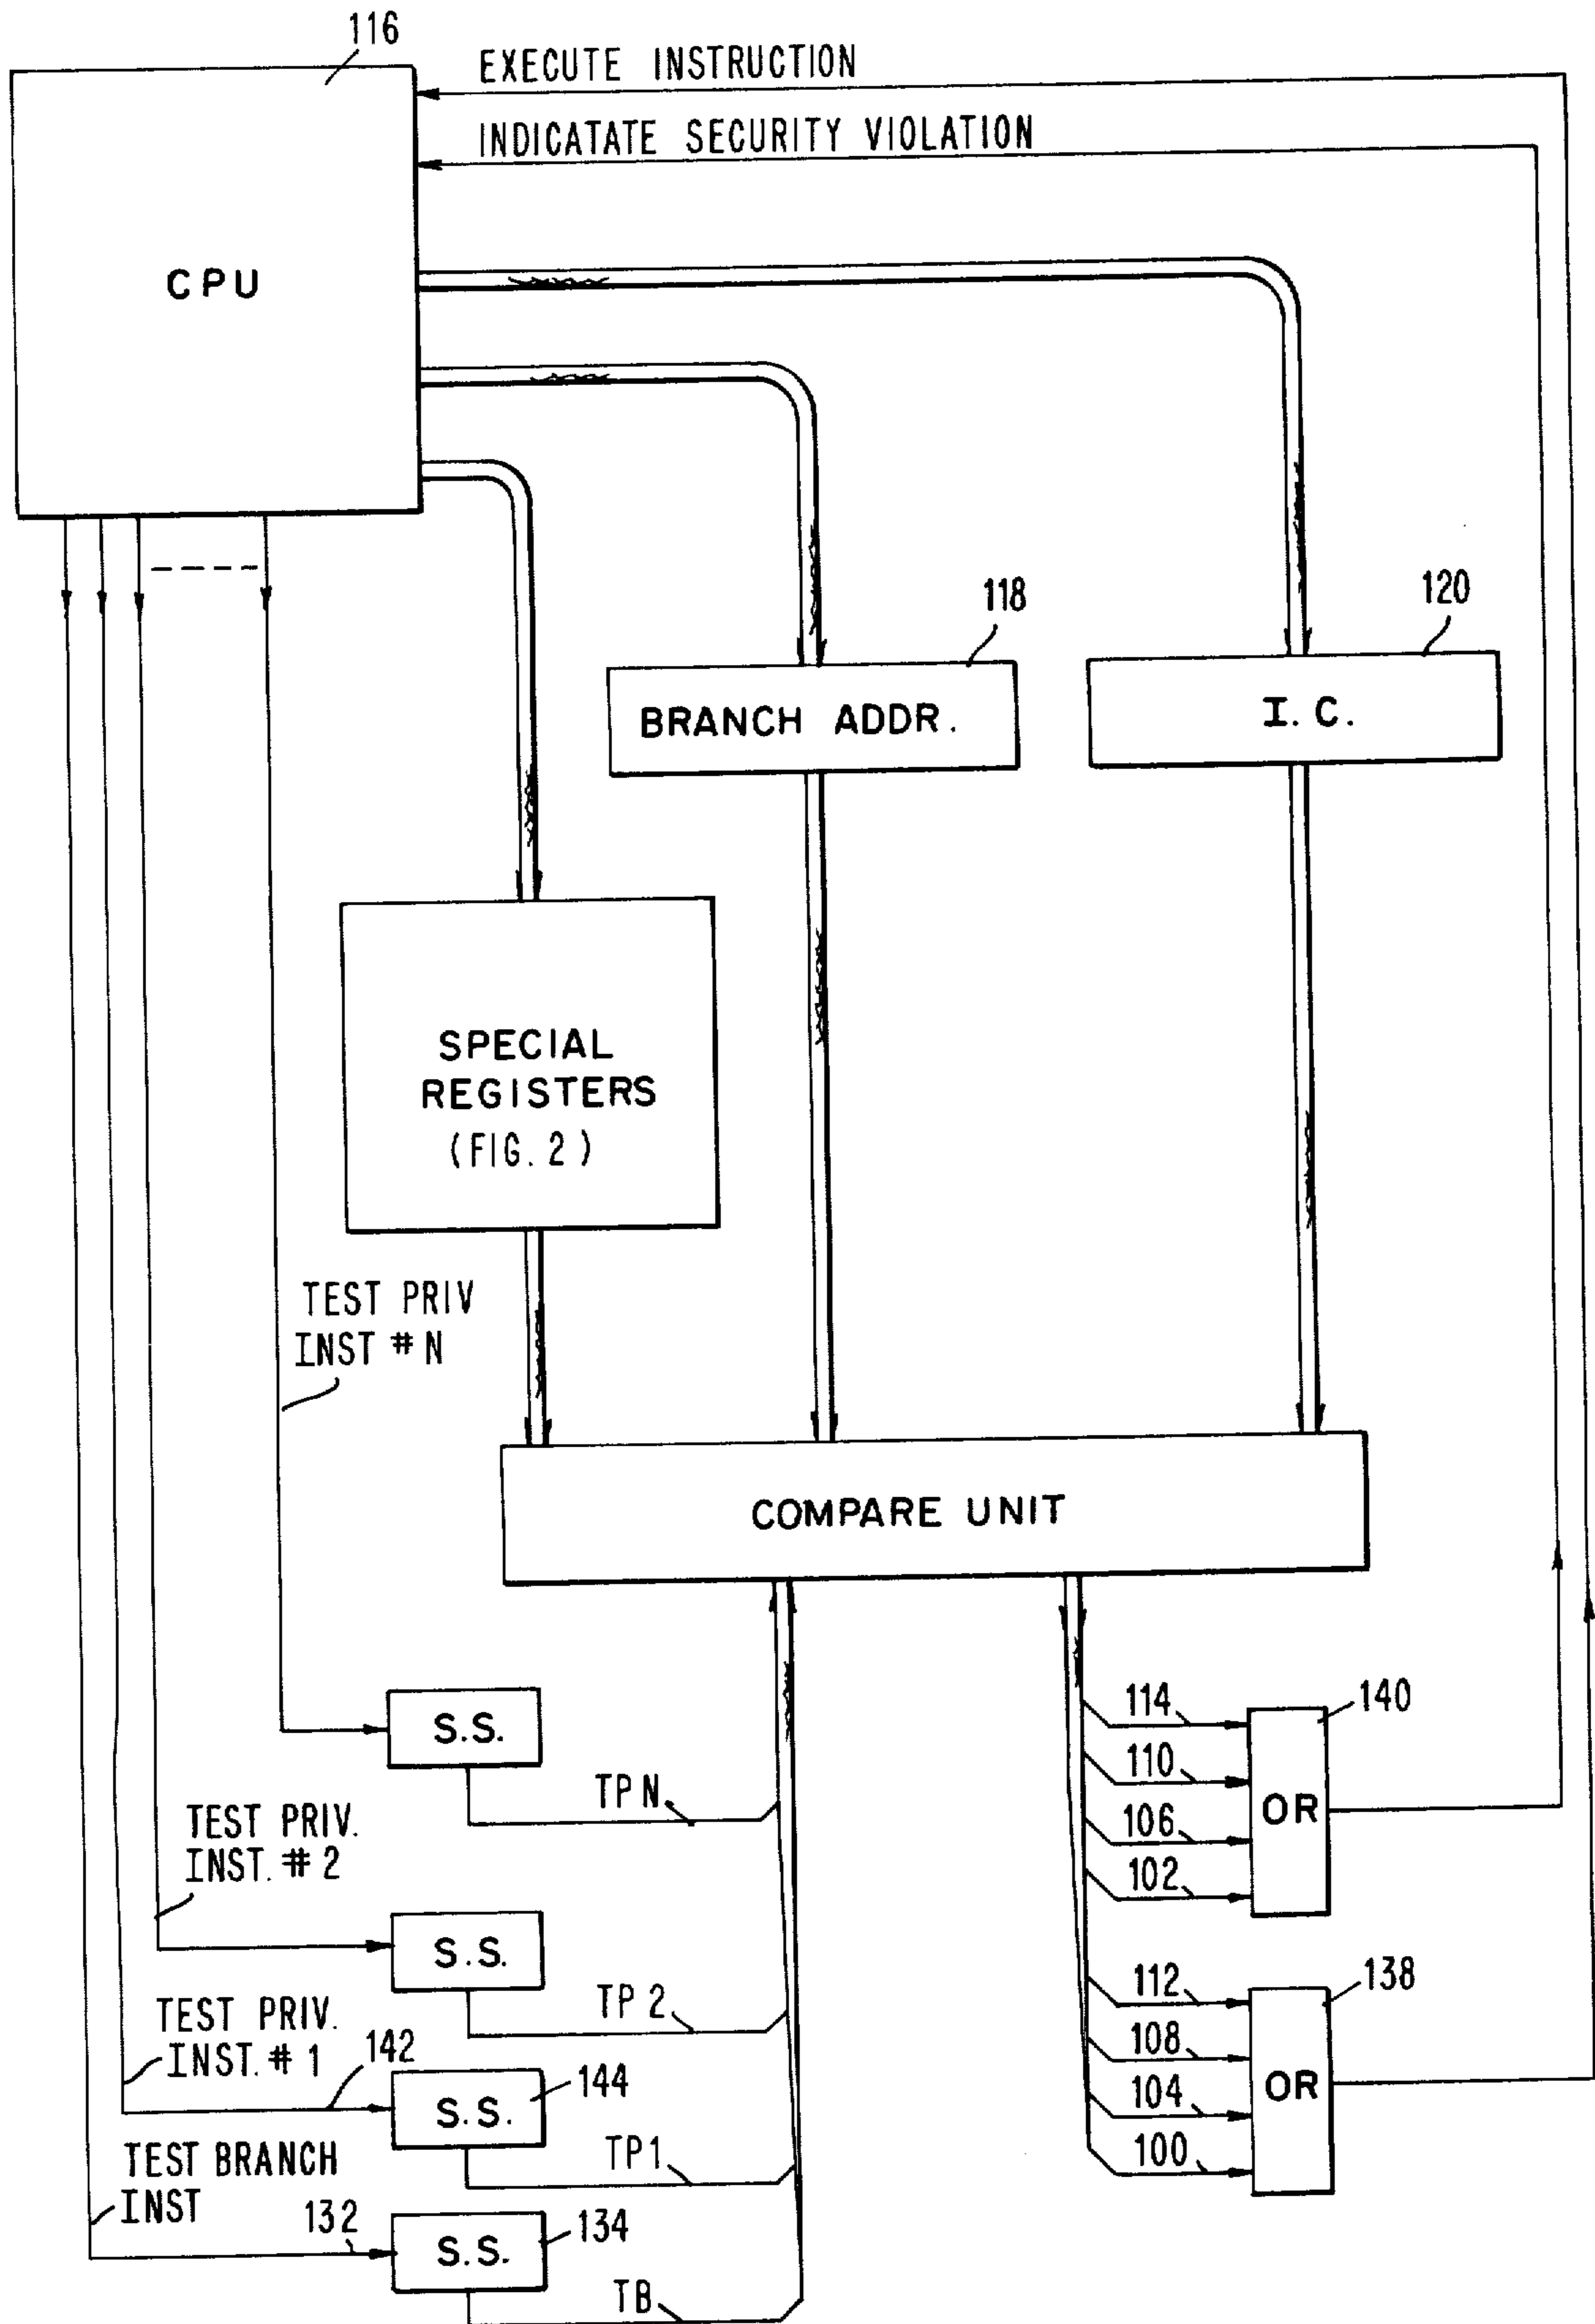 116
EXECUTE INSTRUCTION
INDICATATE SECURITY VIOLATION
CPU
118
120
BRANCH ADDR.
I.C.
SPECIAL
REGISTERS
(FIG. 2)
TEST PRIV
INST # N
COMPARE UNIT
S.S.
TP N
114
110
106
102
OR
140
TEST PRIV.
INST. # 2
S.S.
TP 2
112
108
104
100
OR
138
TEST PRIV.
INST. # 1
142
S.S.
144
TP1
TEST BRANCH
INST
132
S.S.
134
TB